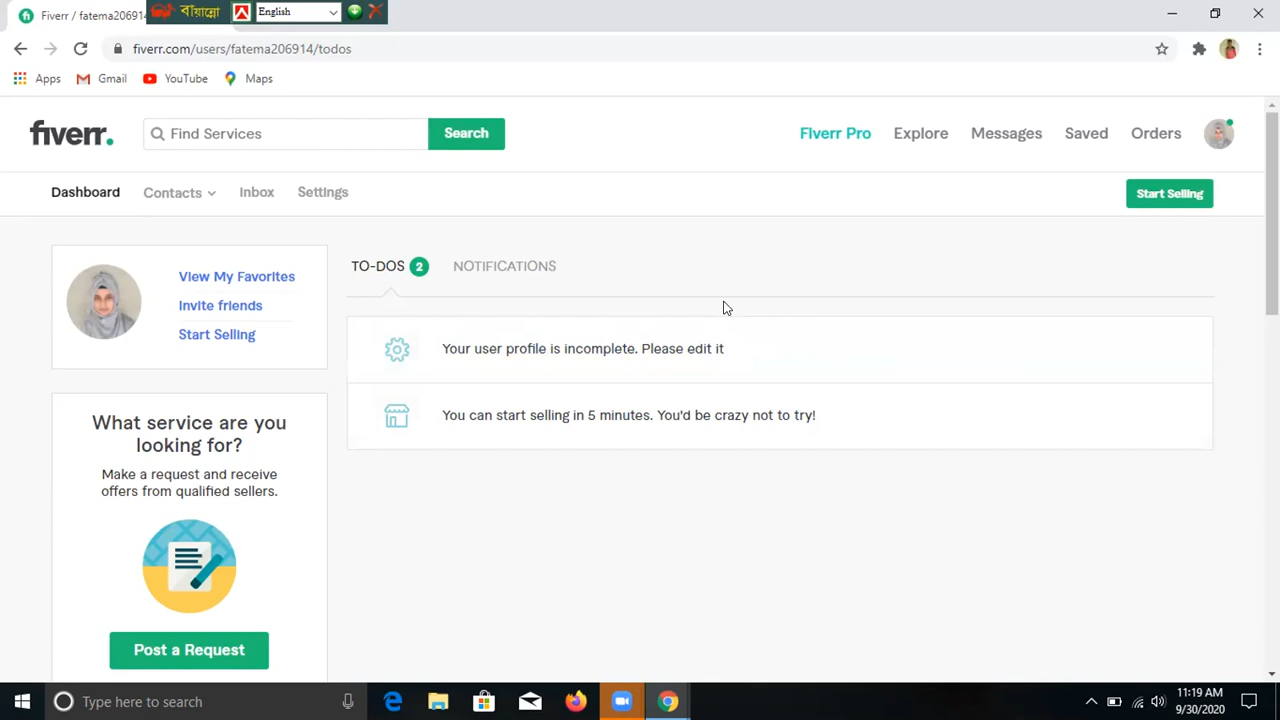 Fiverr / fatema206914
বায়ান্নো
English
fiverr.com/users/fatema206914/todos
Apps Gmail YouTube Maps
fiverr.
Find Services Search
Fiverr Pro Explore Messages Saved Orders
Dashboard Contacts Inbox Settings
Start Selling
View My Favorites
Invite friends
Start Selling
TO-DOS 2 NOTIFICATIONS
Your user profile is incomplete. Please edit it
You can start selling in 5 minutes. You'd be crazy not to try!
What service are you
looking for?
Make a request and receive
offers from qualified sellers.
Post a Request
Type here to search
11:19 AM
9/30/2020